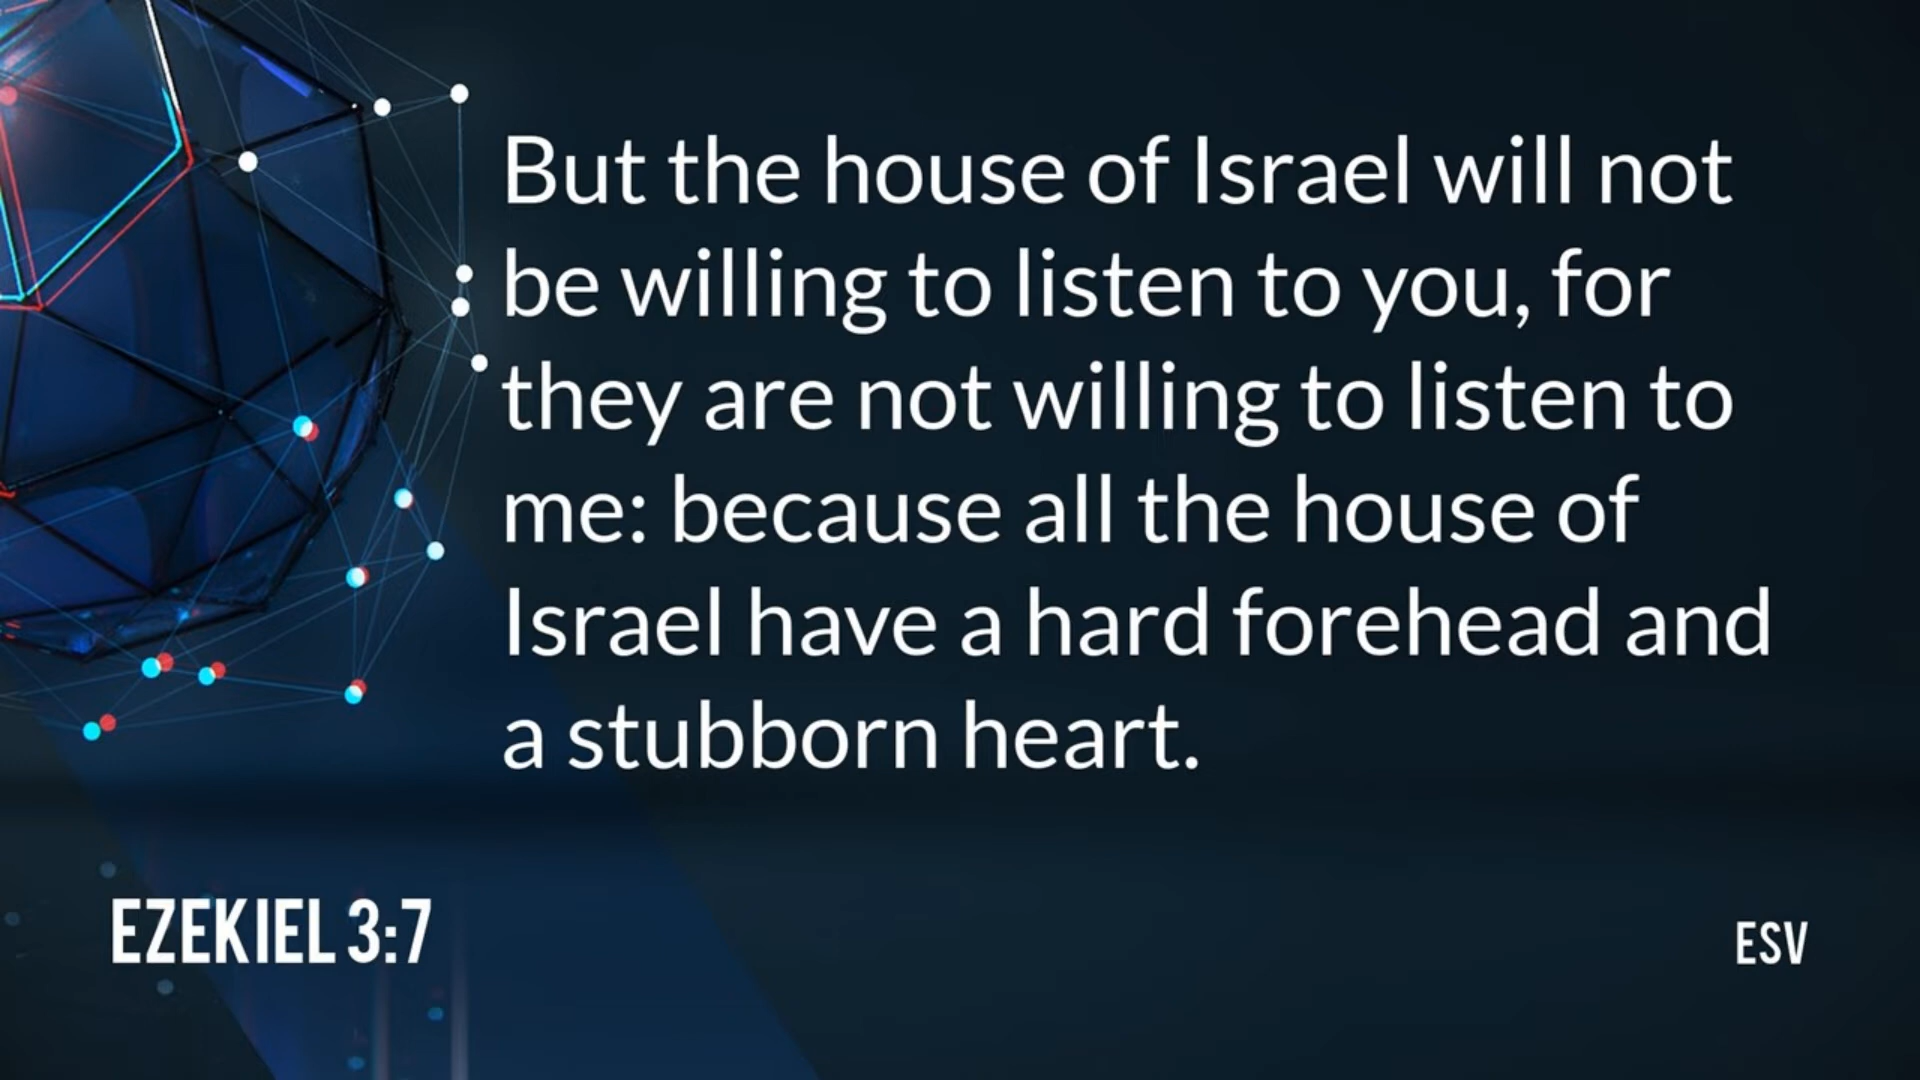 But the house of Israel will not
be willing to listen to you, for
they are not willing to listen to
me: because all the house of
Israel have a hard forehead and
a stubborn heart.
EZEKIEL 3:7
ESV